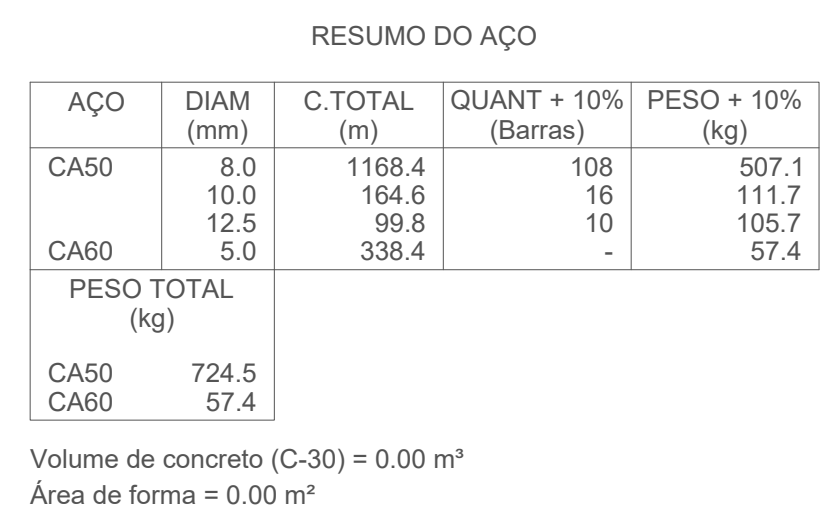 RESUMO DO AÇO
AÇO DIAM C.TOTAL QUANT + 10% PESO + 10%
(mm) (m) (Barras) (kg)
CA50 8.0 1168.4 108 507.1
10.0 164.6 16 111.7
12.5 99.8 10 105.7
CA60 5.0 338.4 - 57.4
PESO TOTAL
(kg)
CA50 724.5
CA60 57.4
Volume de concreto (C-30) = 0.00 m³
Área de forma = 0.00 m²